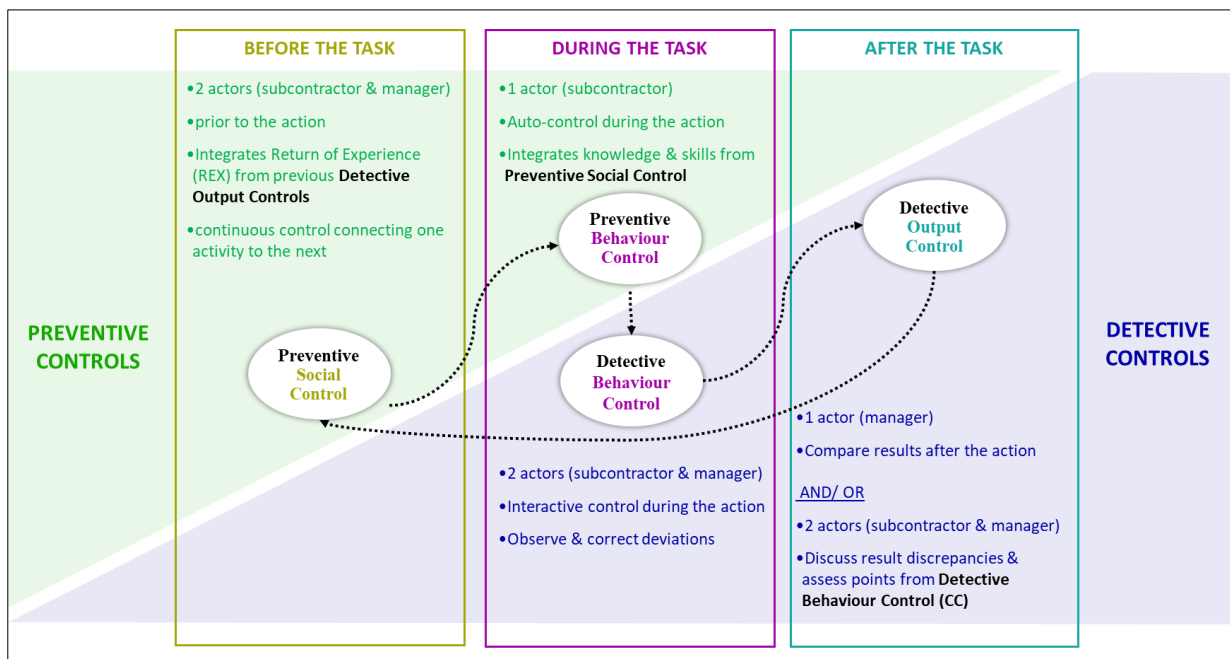 BEFORE THE TASK
•2 actors (subcontractor & manager)
•prior to the action
•Integrates Return of Experience
(REX) from previous Detective
Output Controls
•continuous control connecting one
activity to the next
DURING THE TASK
•1 actor (subcontractor)
•Auto-control during the action
•Integrates knowledge & skills from
Preventive Social Control
AFTER THE TASK
Preventive
Behaviour
Control
Detective
Output
Control
PREVENTIVE
CONTROLS
Preventive
Social
Control
Detective
Behaviour
Control
DETECTIVE
CONTROLS
•2 actors (subcontractor & manager)
•Interactive control during the action
•Observe & correct deviations
•1 actor (manager)
•Compare results after the action
AND/ OR
•2 actors (subcontractor & manager)
•Discuss result discrepancies &
assess points from Detective
Behaviour Control (CC)